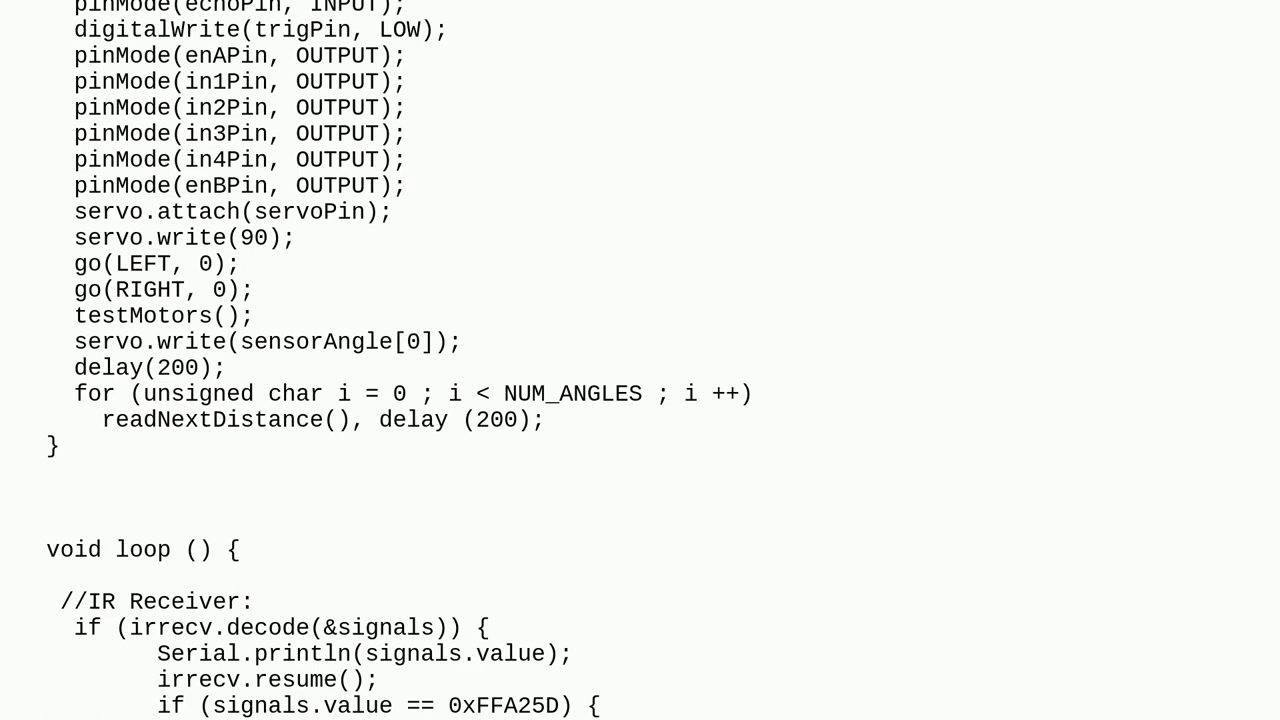 pinMode(echoPin, INPUT);
digitalWrite(trigPin, LOW);
pinMode(enAPin, OUTPUT);
pinMode(in1Pin, OUTPUT);
pinMode(in2Pin, OUTPUT);
pinMode(in3Pin, OUTPUT);
pinMode(in4Pin, OUTPUT);
pinMode(enBPin, OUTPUT);
servo.attach(servoPin);
servo.write(90);
go(LEFT, 0);
go(RIGHT, 0);
testMotors();
servo.write(sensorAngle[0]);
delay(200);
for (unsigned char i = 0 ; i < NUM_ANGLES ; i ++)
readNextDistance(), delay (200);
}
void loop () {
//IR Receiver:
if (irrecv.decode(&signals)) {
Serial.println(signals.value);
irrecv.resume();
if (signals.value == 0xFFA25D) {